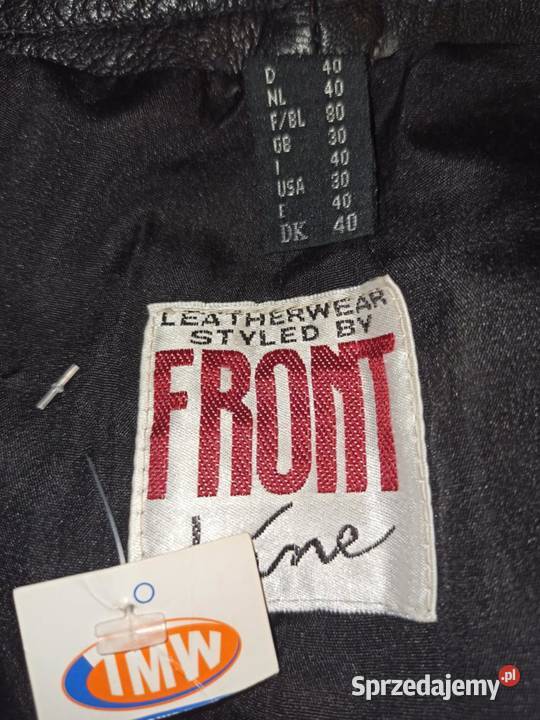 D 40
NL 40
F/BL 80
GB 30
I 40
USA 30
E 40
DK 40
LEATHERWEAR
STYLED BY
FRONT
Line
TMW
Sprzedajemy.pl